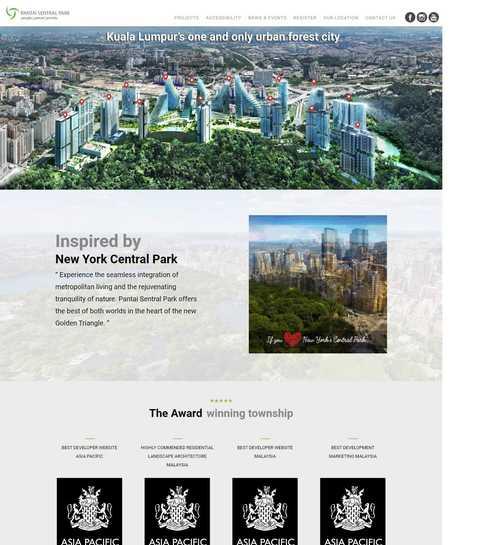 PANTAI SENTRAL PARK
PROJECTS ACCESSIBILITY NEWS & EVENTS REGISTER OUR LOCATION CONTACT US
Kuala Lumpur's one and only urban forest city
Inspired by
New York Central Park
" Experience the seamless integration of
metropolitan living and the rejuvenating
tranquility of nature. Pantai Sentral Park offers
the best of both worlds in the heart of the new
Golden Triangle. "
If you New York's Central Park...
The Award winning township
BEST DEVELOPER WEBSITE
ASIA PACIFIC
HIGHLY COMMENDED RESIDENTIAL
LANDSCAPE ARCHITECTURE
MALAYSIA
BEST DEVELOPER WEBSITE
MALAYSIA
BEST DEVELOPMENT
MARKETING MALAYSIA
ASIA PACIFIC
ASIA PACIFIC
ASIA PACIFIC
ASIA PACIFIC